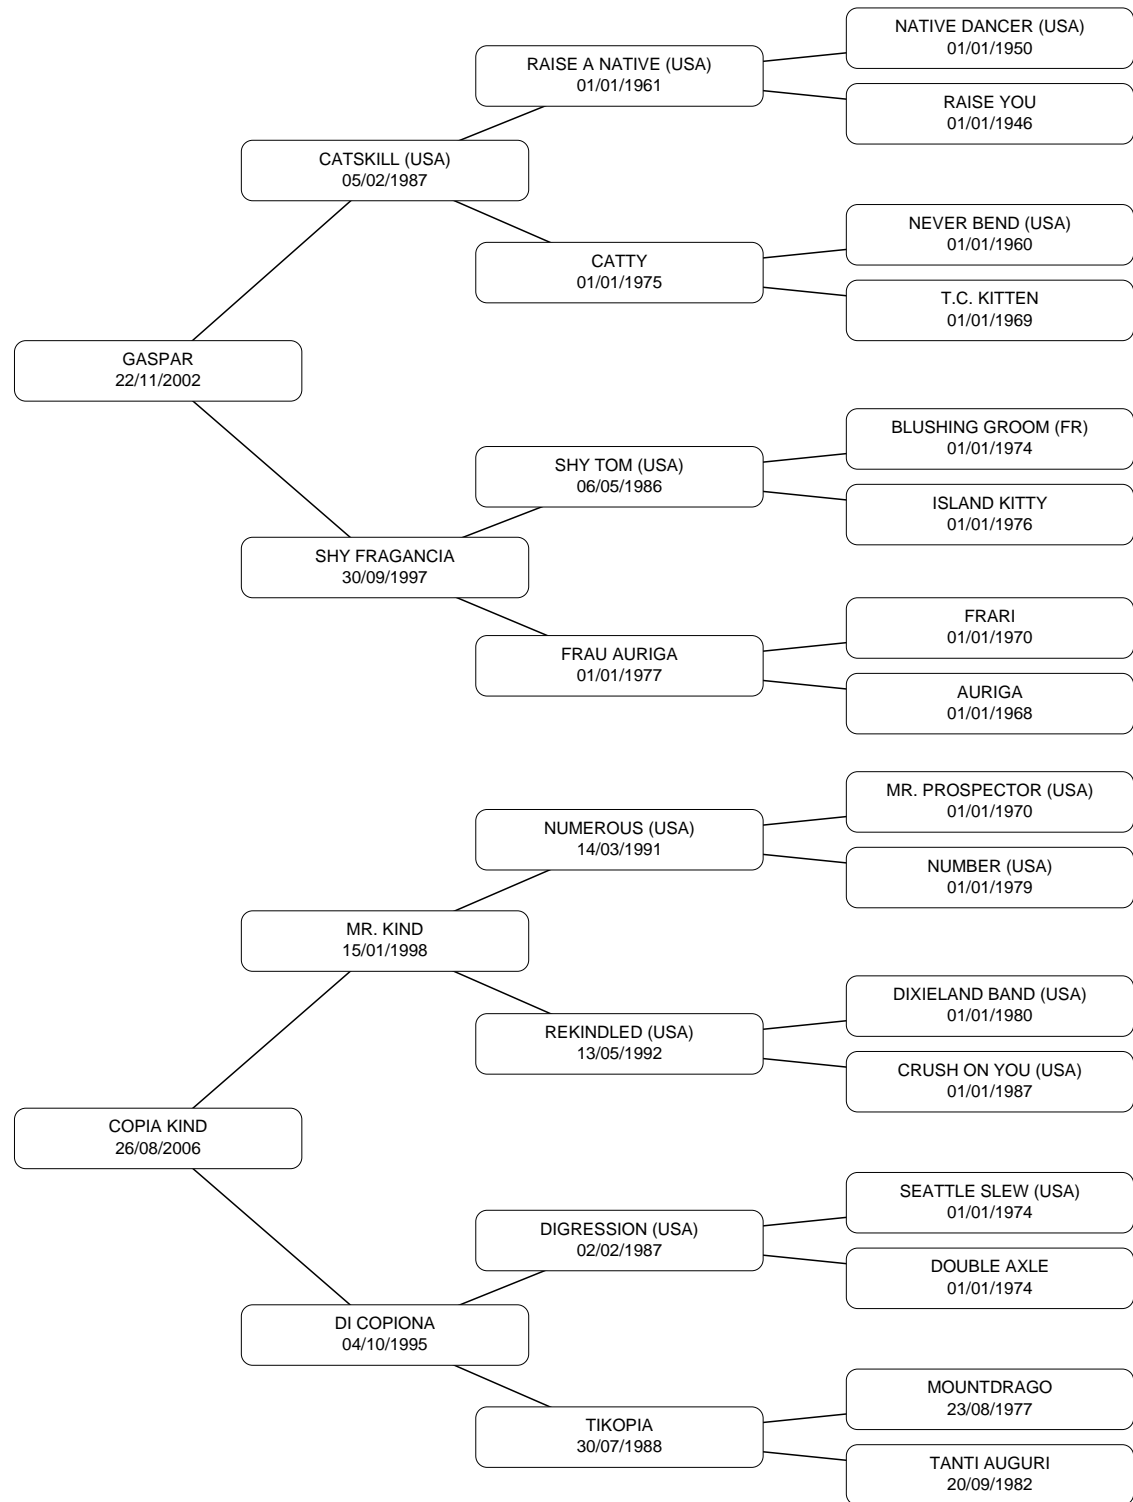 NATIVE DANCER (USA)
01/01/1950
RAISE A NATIVE (USA)
01/01/1961
RAISE YOU
01/01/1946
CATSKILL (USA)
05/02/1987
NEVER BEND (USA)
01/01/1960
CATTY
01/01/1975
T.C. KITTEN
01/01/1969
GASPAR
22/11/2002
BLUSHING GROOM (FR)
01/01/1974
SHY TOM (USA)
06/05/1986
ISLAND KITTY
01/01/1976
SHY FRAGANCIA
30/09/1997
FRARI
01/01/1970
FRAU AURIGA
01/01/1977
AURIGA
01/01/1968
MR. PROSPECTOR (USA)
01/01/1970
NUMEROUS (USA)
14/03/1991
NUMBER (USA)
01/01/1979
MR. KIND
15/01/1998
DIXIELAND BAND (USA)
01/01/1980
REKINDLED (USA)
13/05/1992
CRUSH ON YOU (USA)
01/01/1987
COPIA KIND
26/08/2006
SEATTLE SLEW (USA)
01/01/1974
DIGRESSION (USA)
02/02/1987
DOUBLE AXLE
01/01/1974
DI COPIONA
04/10/1995
MOUNTDRAGO
23/08/1977
TIKOPIA
30/07/1988
TANTI AUGURI
20/09/1982